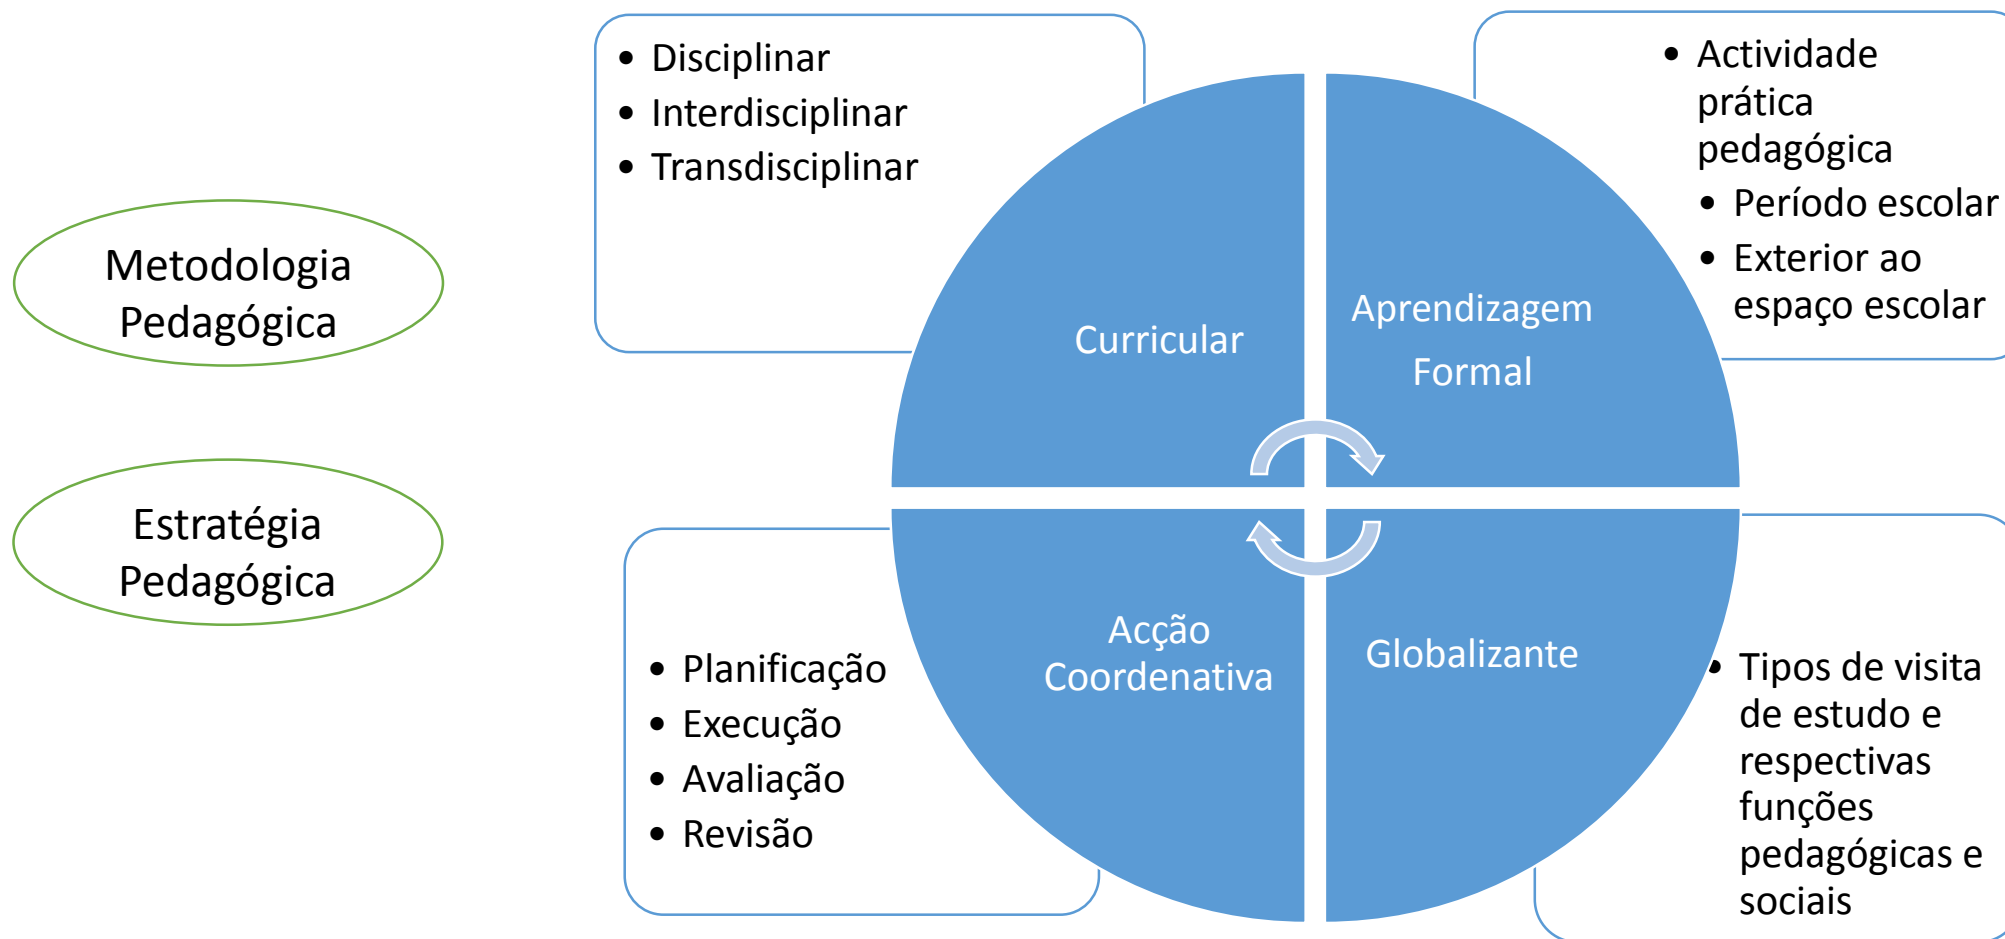 Metodologia
Pedagógica
Estratégia
Pedagógica
• Disciplinar
• Interdisciplinar
• Transdisciplinar
• Actividade
prática
pedagógica
• Período escolar
• Exterior ao
espaço escolar
Curricular
Aprendizagem
Formal
Acção
Coordenativa
Globalizante
• Planificação
• Execução
• Avaliação
• Revisão
• Tipos de visita
de estudo e
respectivas
funções
pedagógicas e
sociais